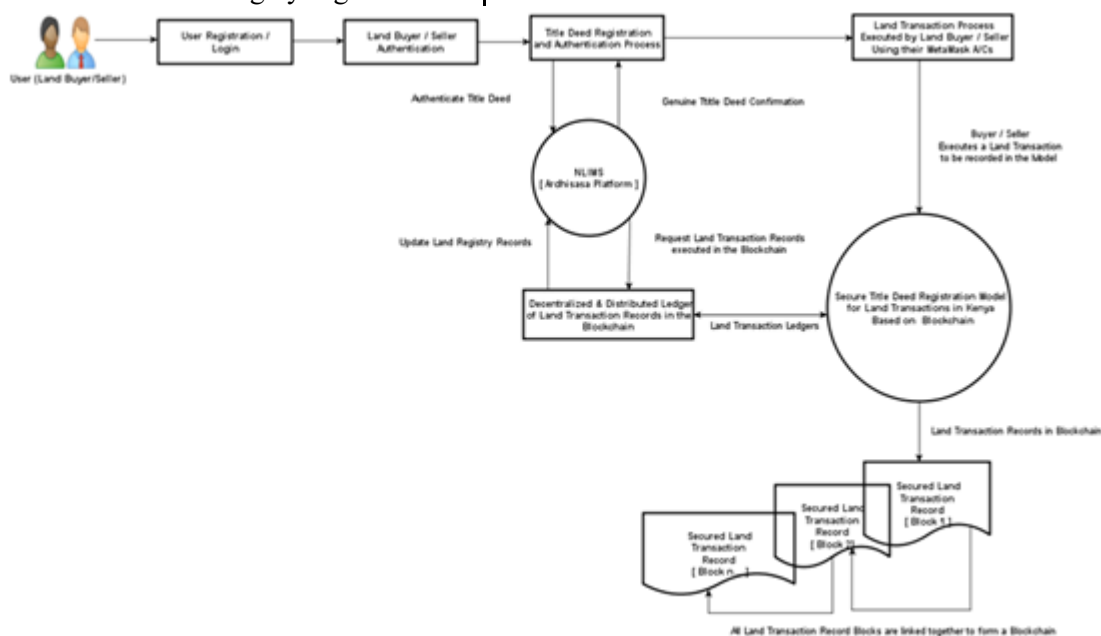 User Registration /
Login
Land Buyer / Seller
Authentication
Title Deed Registration
and Authentication Process
Land Transaction Process
Executed by Land Buyer / Seller
Using their MetaMask A/Cs
User (Land Buyer/Seller)
Authenticate Title Deed
Genuine Ttitle Deed Confirmation
Buyer / Seller
Executes a Land Transaction
to be recorded in the Model
NLIMS
[ Ardhisasa Platform ]
Update Land Registry Records
Request Land Transaction Records
executed in the Blockchain
Decentralized & Distributed Ledger
of Land Transaction Records in the
Blockchain
Land Transaction Ledgers
Secure Title Deed Registration Model
for Land Transactions in Kenya
Based on Blockchain
Land Transaction Records in Blockchain
Secured Land
Transaction
Record
[ Block 1 ]
Secured Land
Transaction
Record
[ Block
Secured Land
Transaction
Record
[ Block n... ]
All Land Transaction Record Blocks are linked together to form a Blockchain